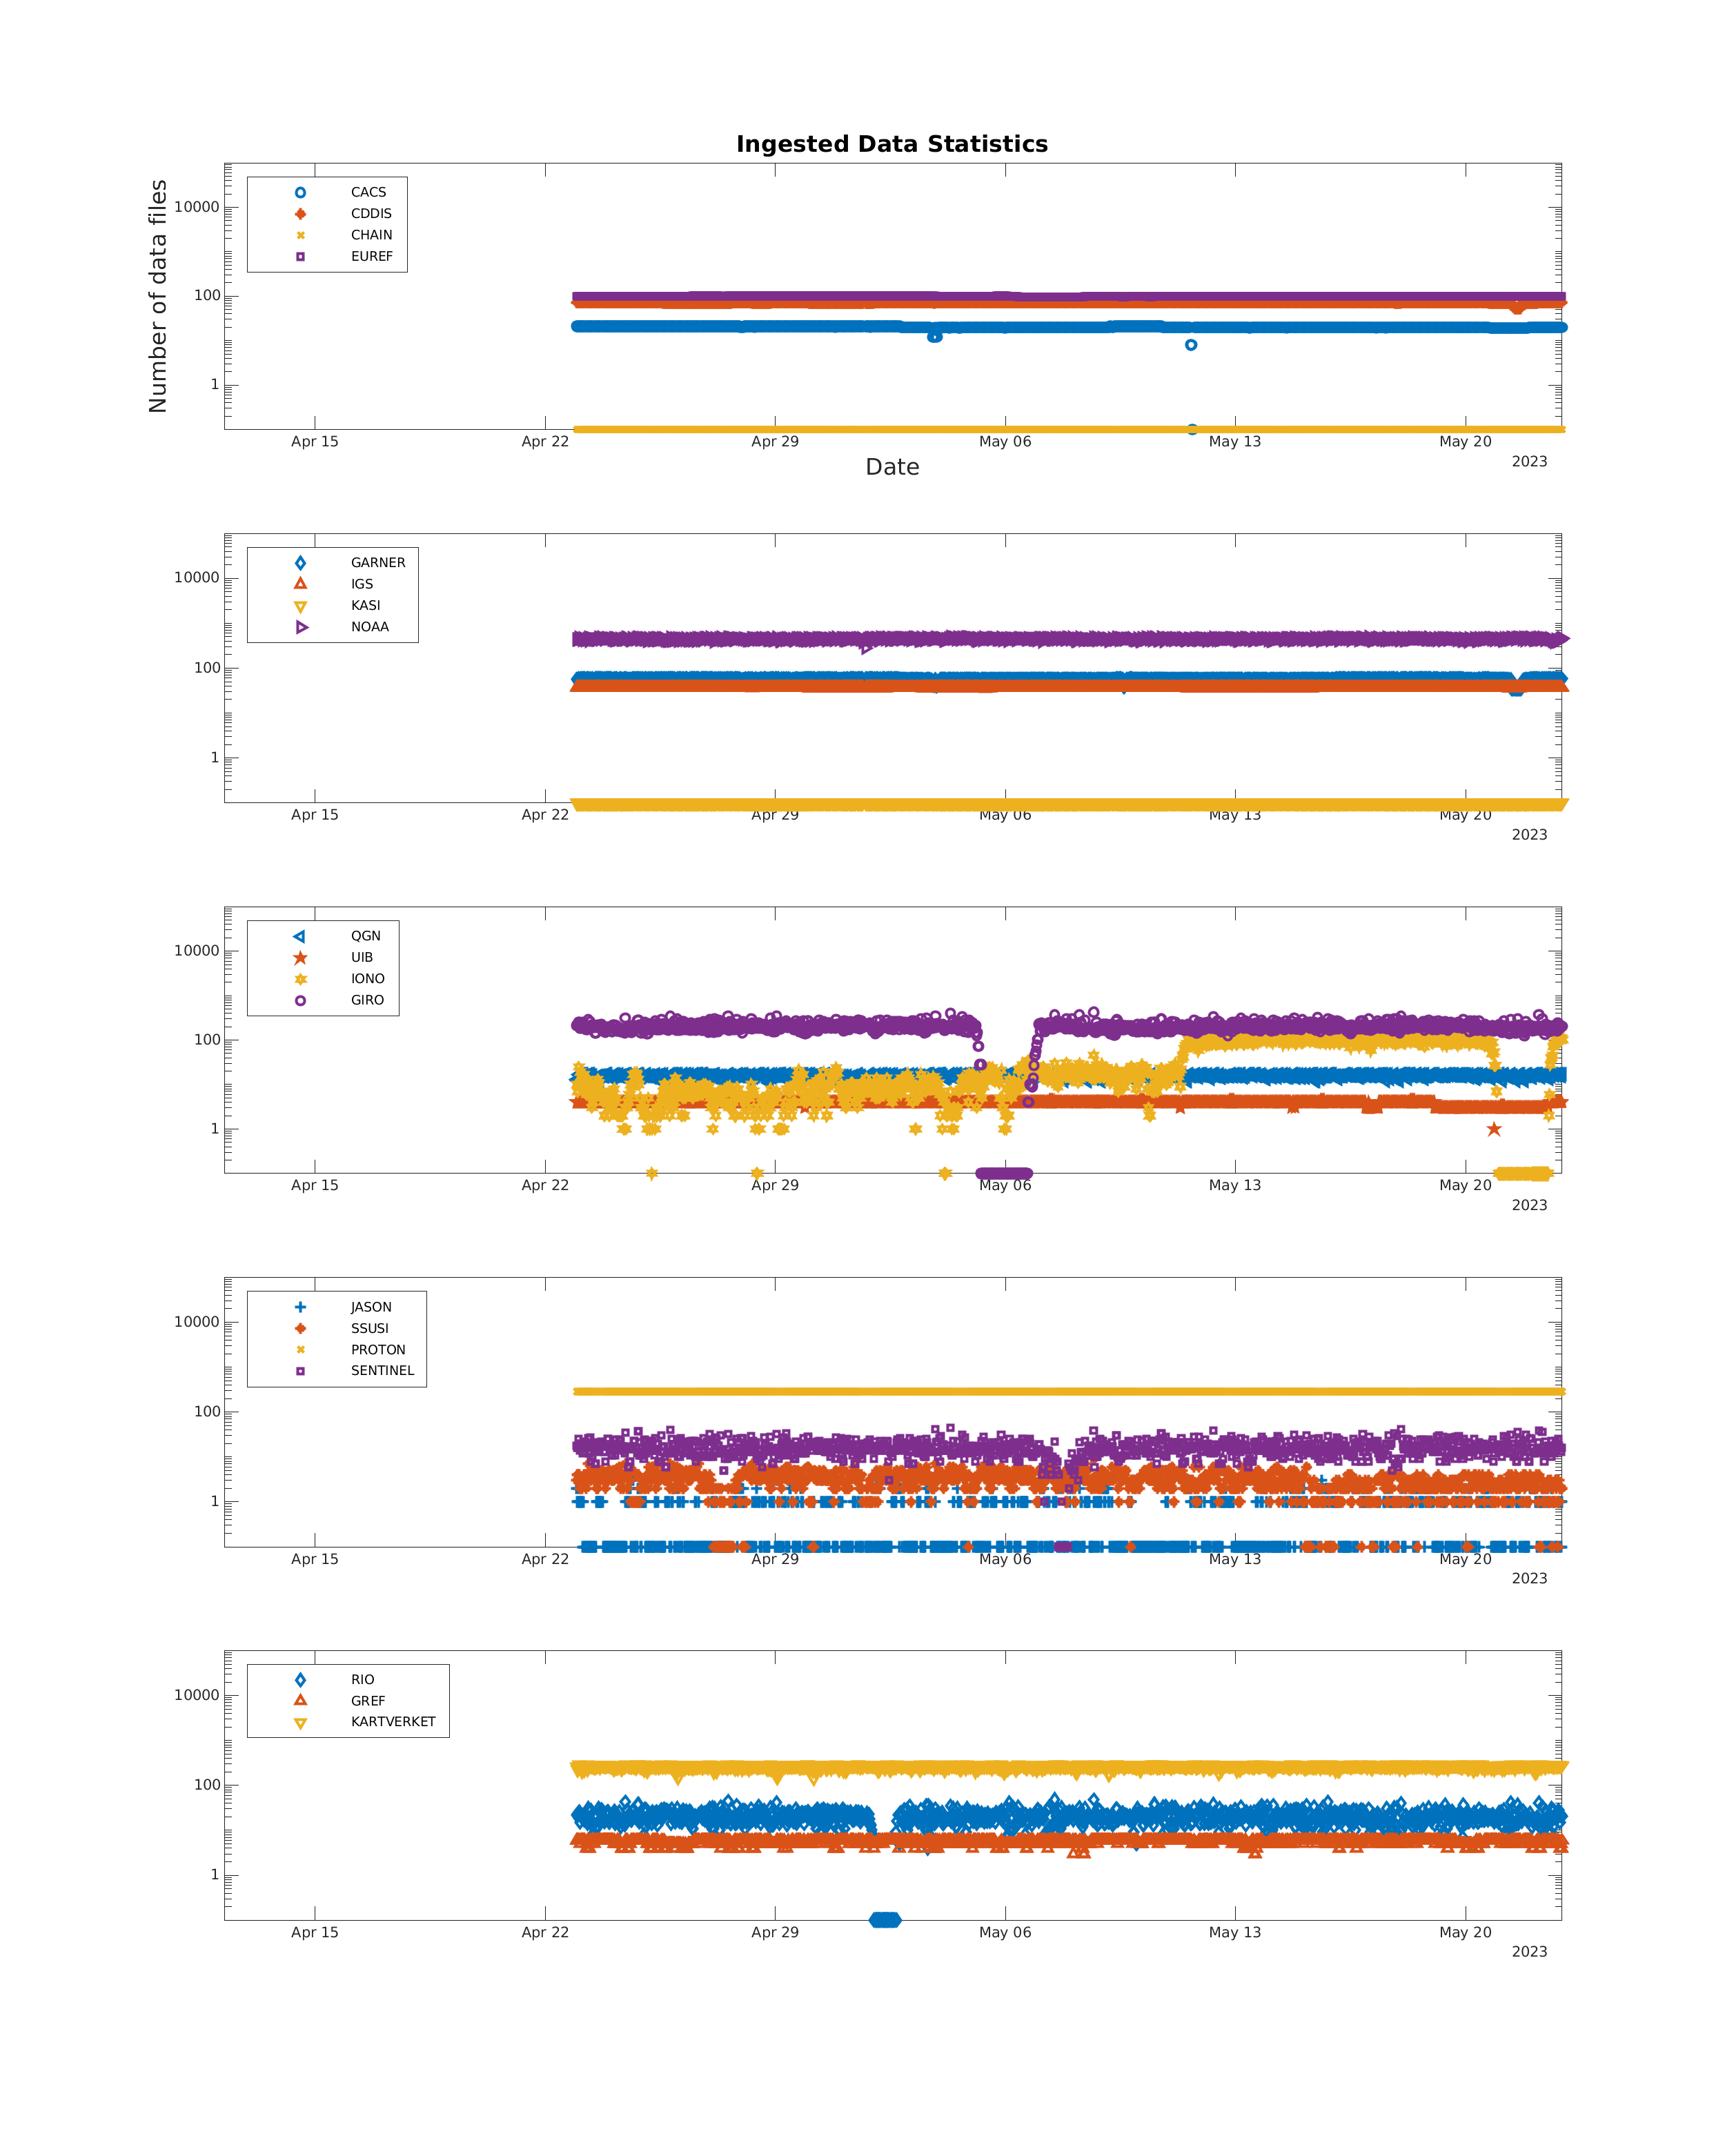 Ingested Data Statistics
Number of data files
10000
100
1
CACS
CDDIS
CHAIN
EUREF
Apr 15 Apr 22 Apr 29 May 06 May 13 May 20
2023
Date
10000
100
1
GARNER
IGS
KASI
NOAA
Apr 15 Apr 22 Apr 29 May 06 May 13 May 20
2023
10000
100
1
QGN
UIB
IONO
GIRO
Apr 15 Apr 22 Apr 29 May 06 May 13 May 20
2023
10000
100
1
JASON
SSUSI
PROTON
SENTINEL
Apr 15 Apr 22 Apr 29 May 06 May 13 May 20
2023
10000
100
1
RIO
GREF
KARTVERKET
Apr 15 Apr 22 Apr 29 May 06 May 13 May 20
2023